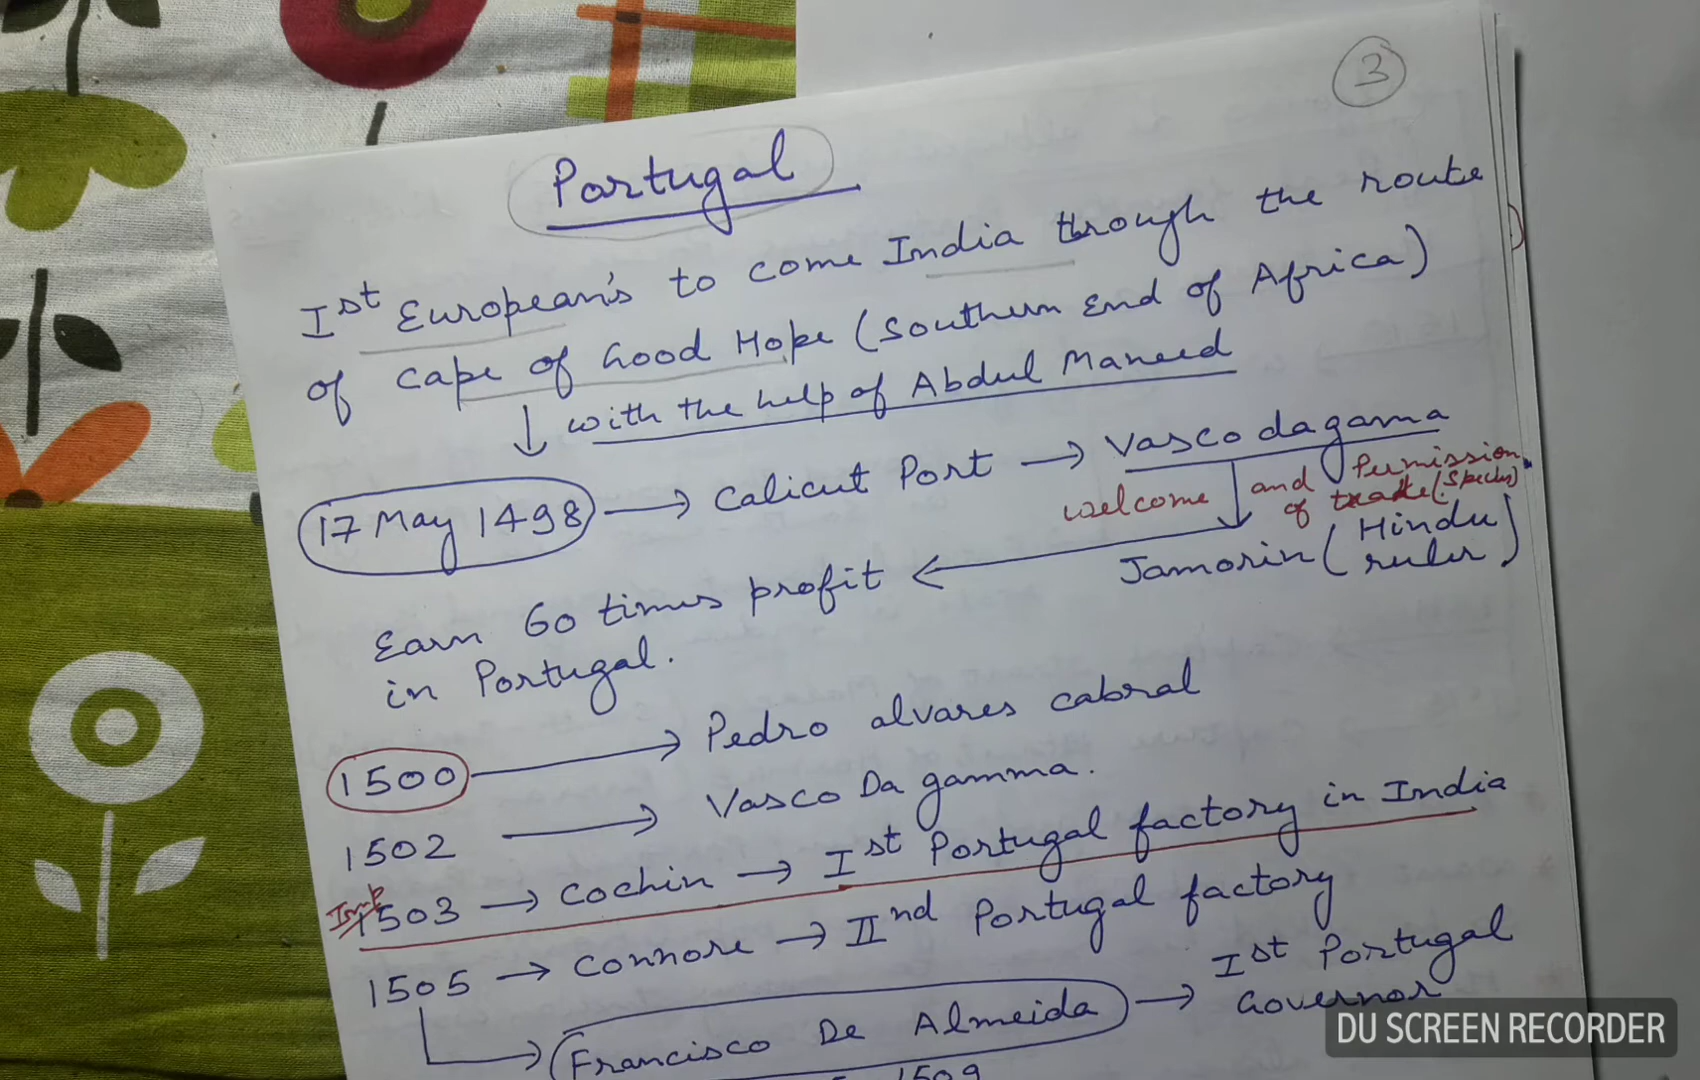 3
Portugal
Ist European's to come India through the route
of cape of Good Hope (Southern End of Africa)
with the help of Abdul Maneed
17 May 1498 → Calicut Port → Vasco da gama
welcome and Permission
of trade (Species)
Jamorin (Hindu
ruler)
Earn 60 times profit
in Portugal.
1500 → Pedro alvares cabral
1502 → Vasco Da gamma.
Imp
1503 → Cochin → Ist Portugal factory in India
1505 → Connore → IInd Portugal factory
Francisco De Almeida → Ist Portugal
Governor
1509
DU SCREEN RECORDER